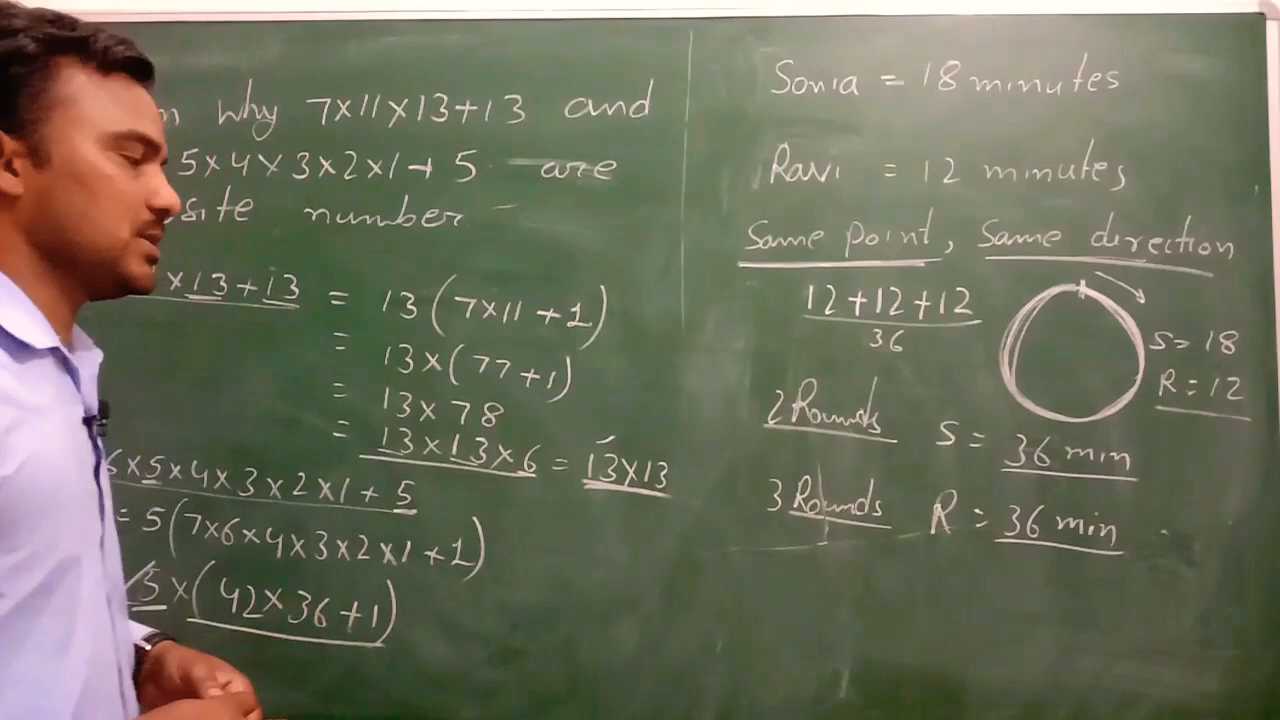 n why 7×11×13+13 and
5×4×3×2×1+5 are
site number
×13+13 = 13(7×11+1)
= 13×(77+1)
= 13×78
= 13×13×6 = 13×13
6×5×4×3×2×1+5
= 5(7×6×4×3×2×1+1)
5×(42×36+1)
Sonia = 18 minutes
Ravi = 12 minutes
Same point, Same direction
12+12+12
36
S= 18
R=12
2 Rounds S= 36 min
3 Rounds R= 36 min